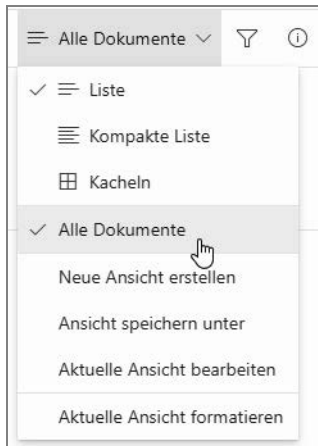 Alle Dokumente
Liste
Kompakte Liste
Kacheln
Alle Dokumente
Neue Ansicht erstellen
Ansicht speichern unter
Aktuelle Ansicht bearbeiten
Aktuelle Ansicht formatieren